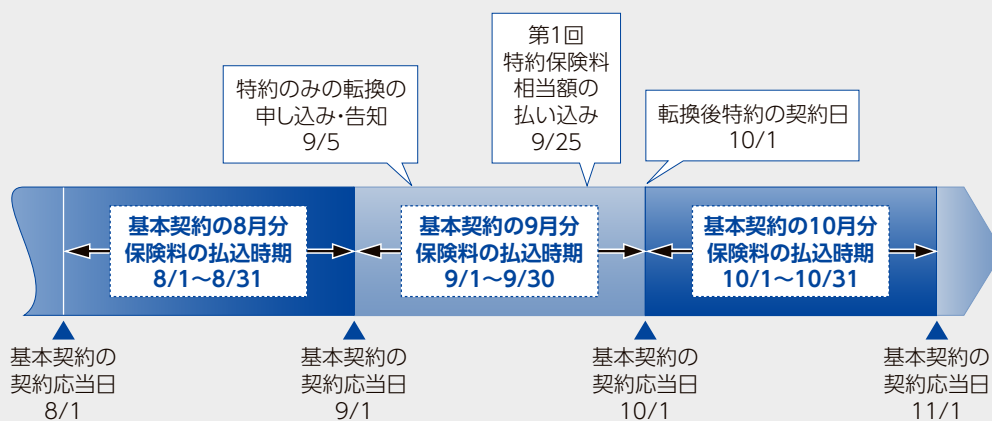 特約のみの転換の
申し込み・告知
9/5
第1回
特約保険料
相当額の
払い込み
9/25
転換後特約の契約日
10/1
基本契約の8月分
保険料の払込時期
8/1～8/31
基本契約の9月分
保険料の払込時期
9/1～9/30
基本契約の10月分
保険料の払込時期
10/1～10/31
基本契約の
契約応当日
8/1
基本契約の
契約応当日
9/1
基本契約の
契約応当日
10/1
基本契約の
契約応当日
11/1